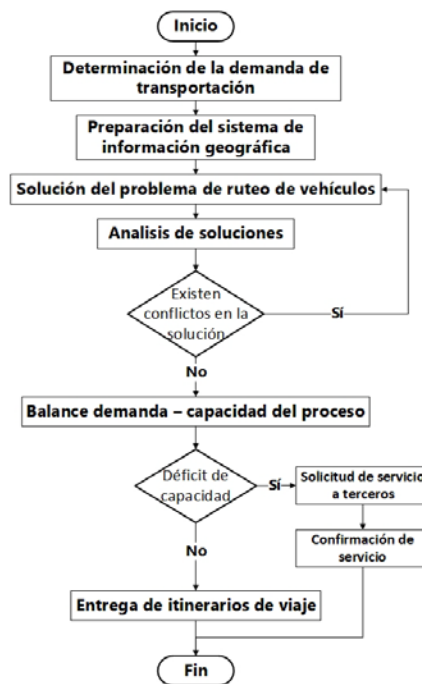 Inicio
Determinación de la demanda de
transportación
Preparación del sistema de
información geográfica
Solución del problema de ruteo de vehículos
Analisis de soluciones
Existen
conflictos en la
solución
Sí
No
Balance demanda – capacidad del proceso
Déficit de
capacidad
Sí
Solicitud de servicio
a terceros
Confirmación de
servicio
No
Entrega de itinerarios de viaje
Fin